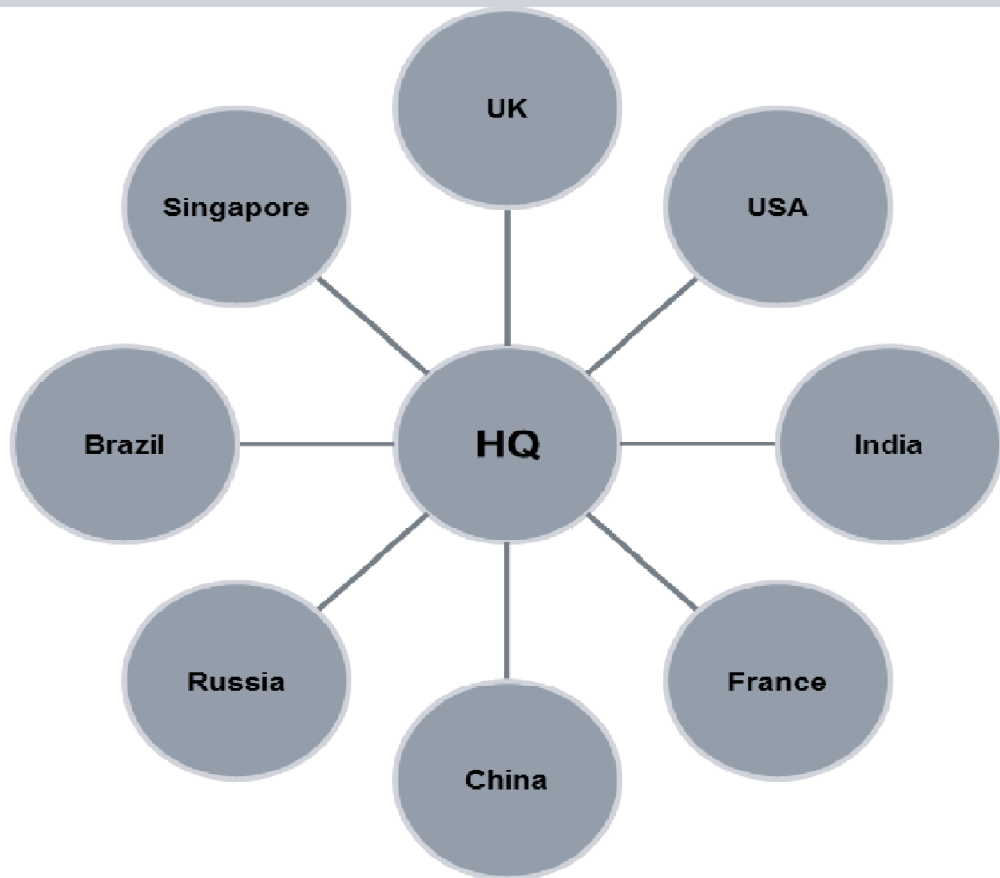 UK
Singapore
USA
Brazil
HQ
India
Russia
France
China